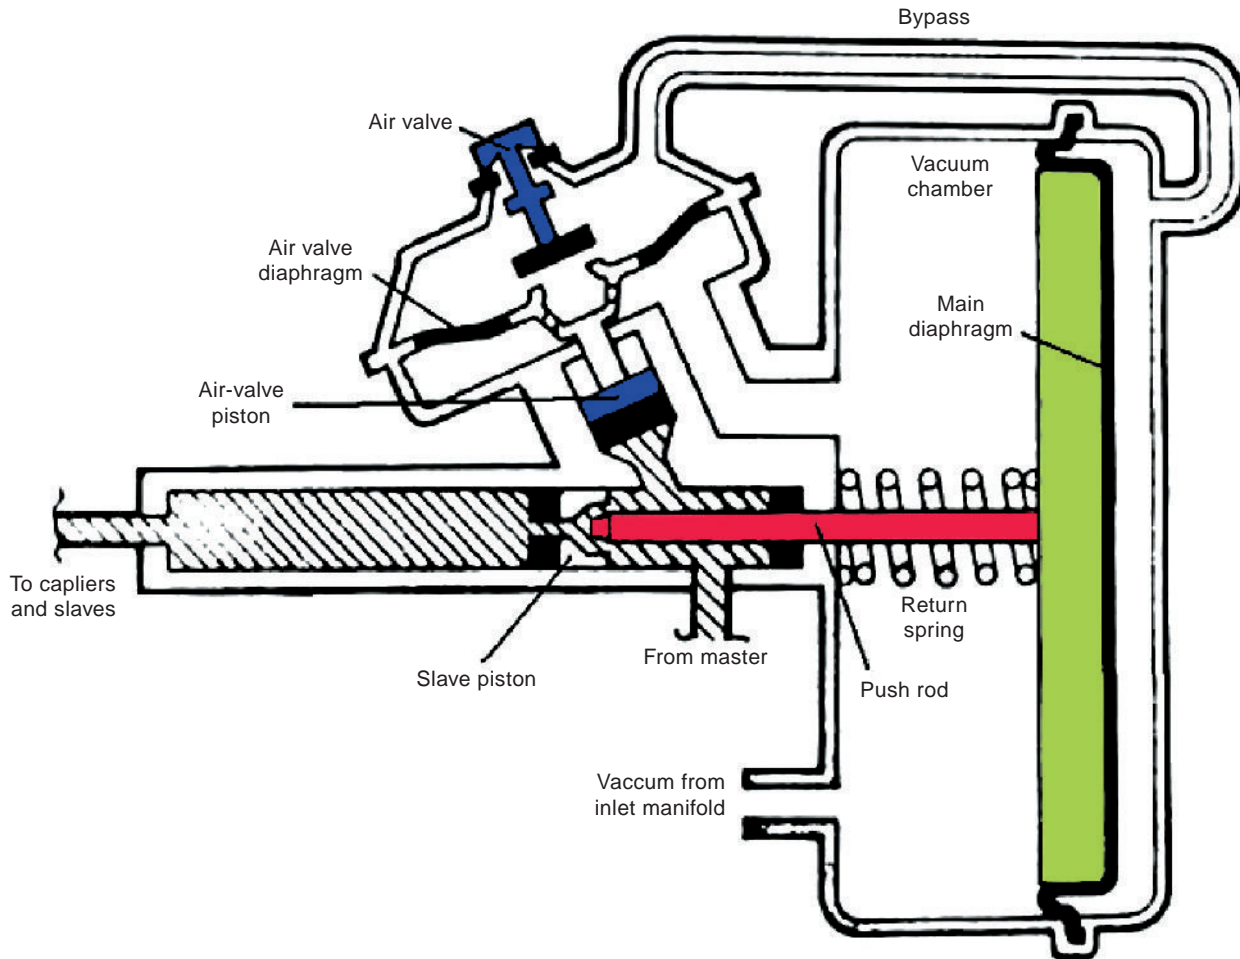 Bypass
Air valve
Vacuum
chamber
Air valve
diaphragm
Main
diaphragm
Air-valve
piston
To capliers
and slaves
Return
spring
From master
Slave piston
Push rod
Vaccum from
inlet manifold